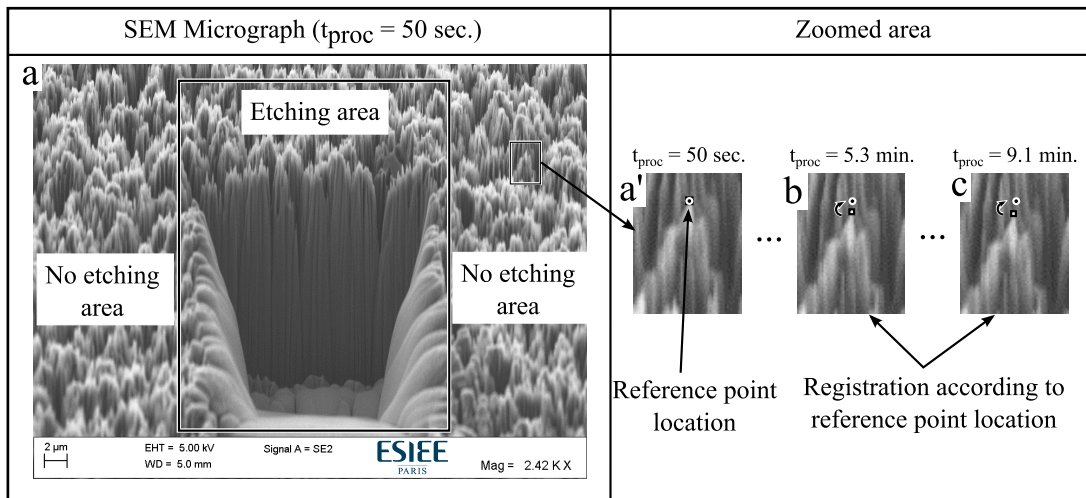 SEM Micrograph (tproc = 50 sec.)
Zoomed area
a
Etching area
No etching
area
No etching
area
2 µm
EHT = 5.00 kV
WD = 5.0 mm
Signal A = SE2
ESIEE
PARIS
Mag = 2.42 K X
tproc = 50 sec.
a'
...
tproc = 5.3 min.
b
...
tproc = 9.1 min.
c
Reference point
location
Registration according to
reference point location